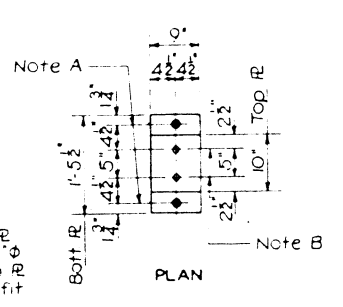 9"
4½" 4½"
Note A
1¾"
4½"
5"
4½"
1¾"
1'-5½"
Bott ℄
2½"
5"
2½"
10"
Top ℄
Note B
PLAN
fit